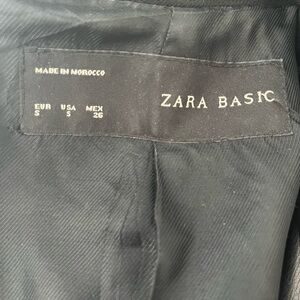 MADE IN MOROCCO
ZARA BASIC
EUR USA MEX
S S 26